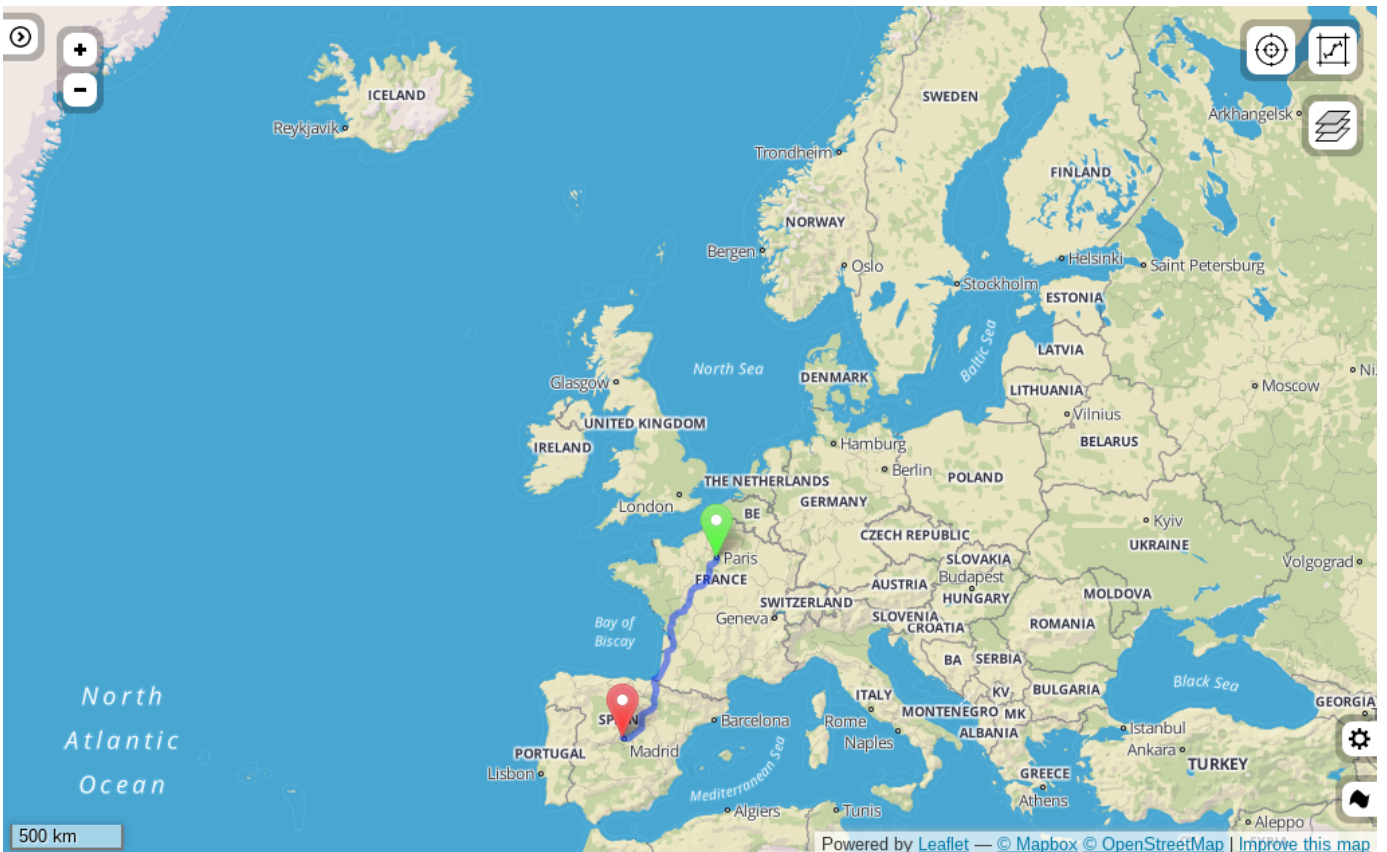 ICELAND
Reykjavik
SWEDEN
Arkhangelsk
Trondheim
FINLAND
NORWAY
Bergen
Oslo
Helsinki
Saint Petersburg
Stockholm
ESTONIA
Baltic Sea
LATVIA
North Sea
DENMARK
Glasgow
LITHUANIA
Moscow
Ni
Vilnius
UNITED KINGDOM
IRELAND
Hamburg
BELARUS
Berlin
THE NETHERLANDS
POLAND
GERMANY
London
BE
Kyiv
CZECH REPUBLIC
UKRAINE
Paris
SLOVAKIA
Volgograd
FRANCE
Budapest
AUSTRIA
HUNGARY
MOLDOVA
SWITZERLAND
Geneva
SLOVENIA
CROATIA
ROMANIA
Bay of
Biscay
BA
SERBIA
Black Sea
North
Atlantic
Ocean
ITALY
KV
BULGARIA
GEORGIA
SPAIN
Barcelona
Rome
MONTENEGRO
MK
Istanbul
Naples
ALBANIA
Madrid
Ankara
PORTUGAL
TURKEY
Lisbon
Mediterranean Sea
GREECE
Athens
Algiers
Tunis
Aleppo
500 km
Powered by Leaflet — © Mapbox © OpenStreetMap | Improve this map